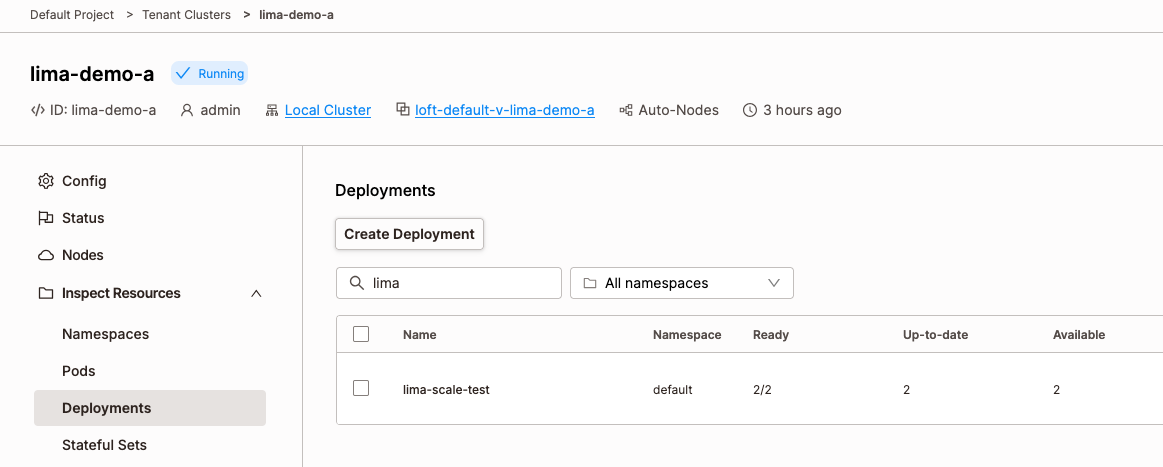 Default Project > Tenant Clusters > lima-demo-a
lima-demo-a Running
ID: lima-demo-a admin Local Cluster loft-default-v-lima-demo-a Auto-Nodes 3 hours ago
Config
Status
Nodes
Inspect Resources
Namespaces
Pods
Deployments
Stateful Sets
Deployments
Create Deployment
lima All namespaces
Name Namespace Ready Up-to-date Available
lima-scale-test default 2/2 2 2